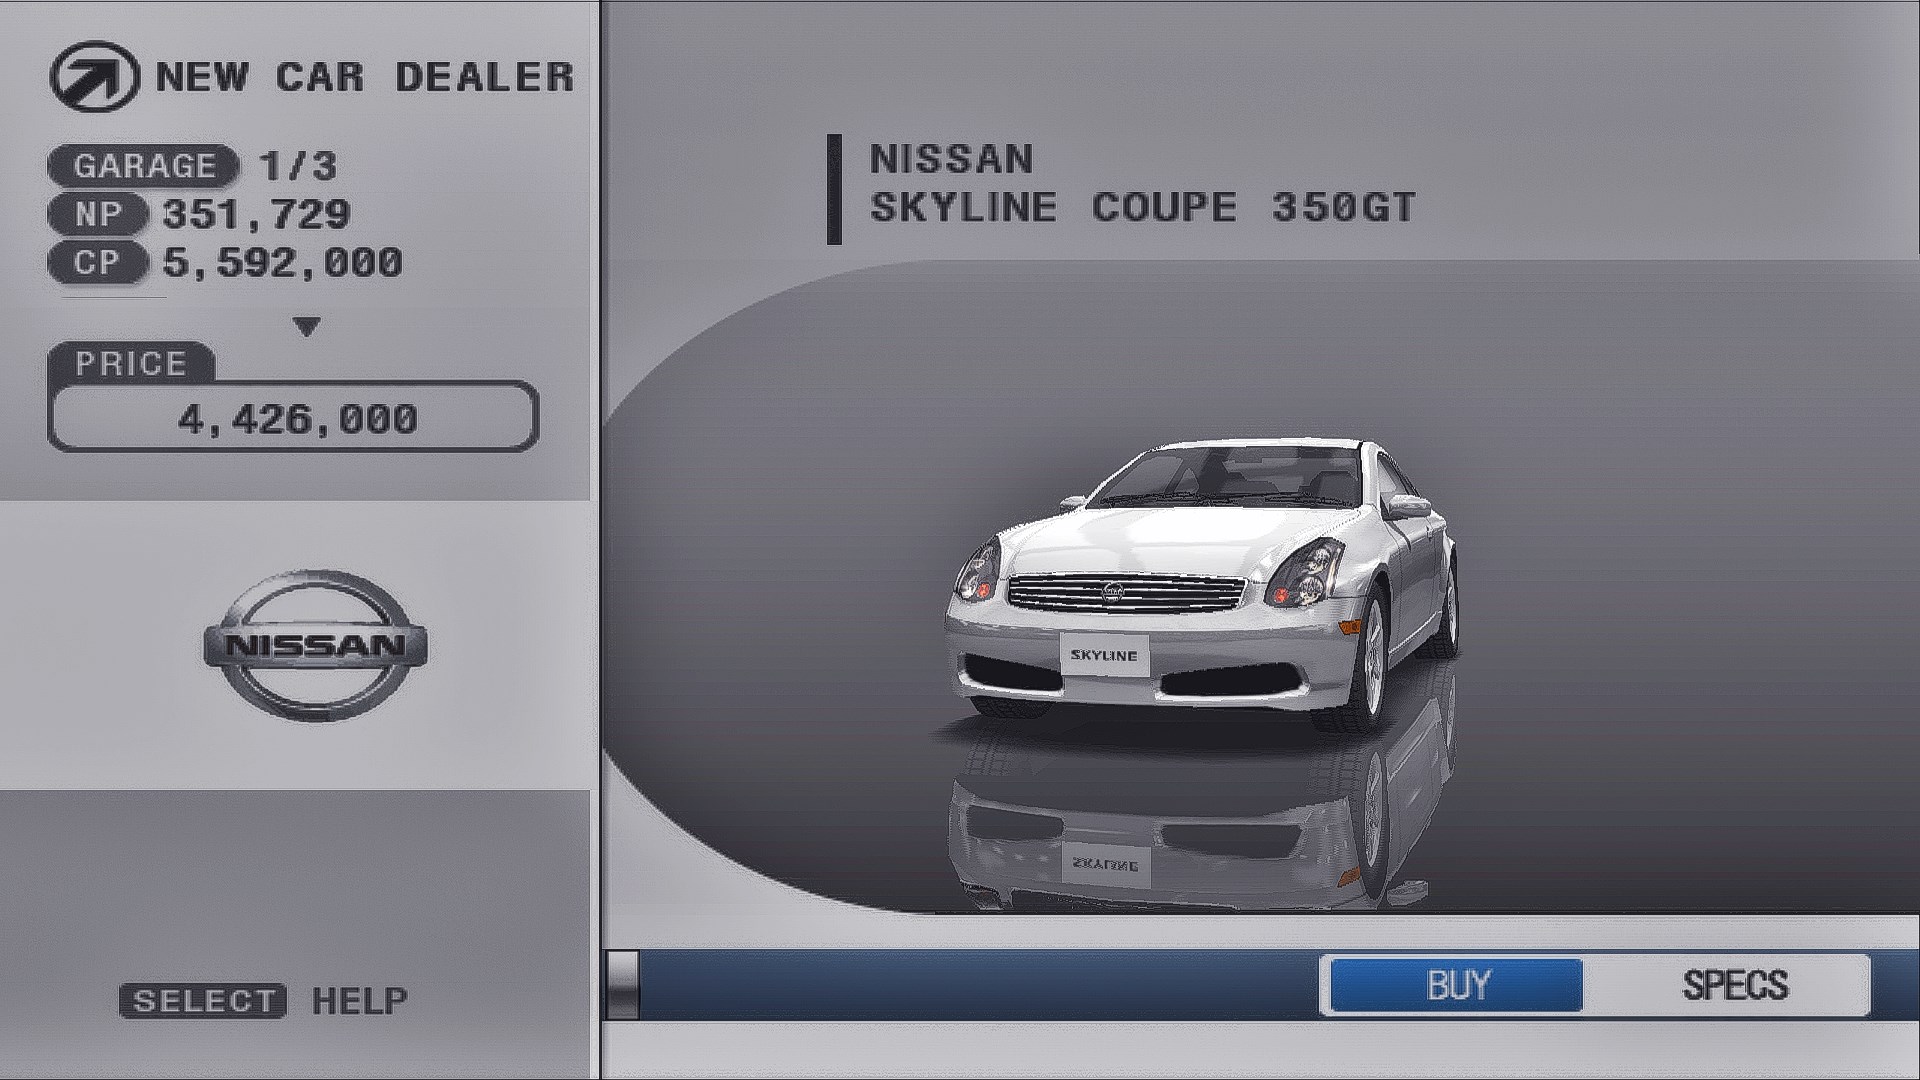 NEW CAR DEALER
GARAGE 1/3
NP 351,729
CP 5,592,000
PRICE
4,426,000
NISSAN
SELECT HELP
NISSAN
SKYLINE COUPE 350GT
SKYLINE
SKYLINE
BUY SPECS